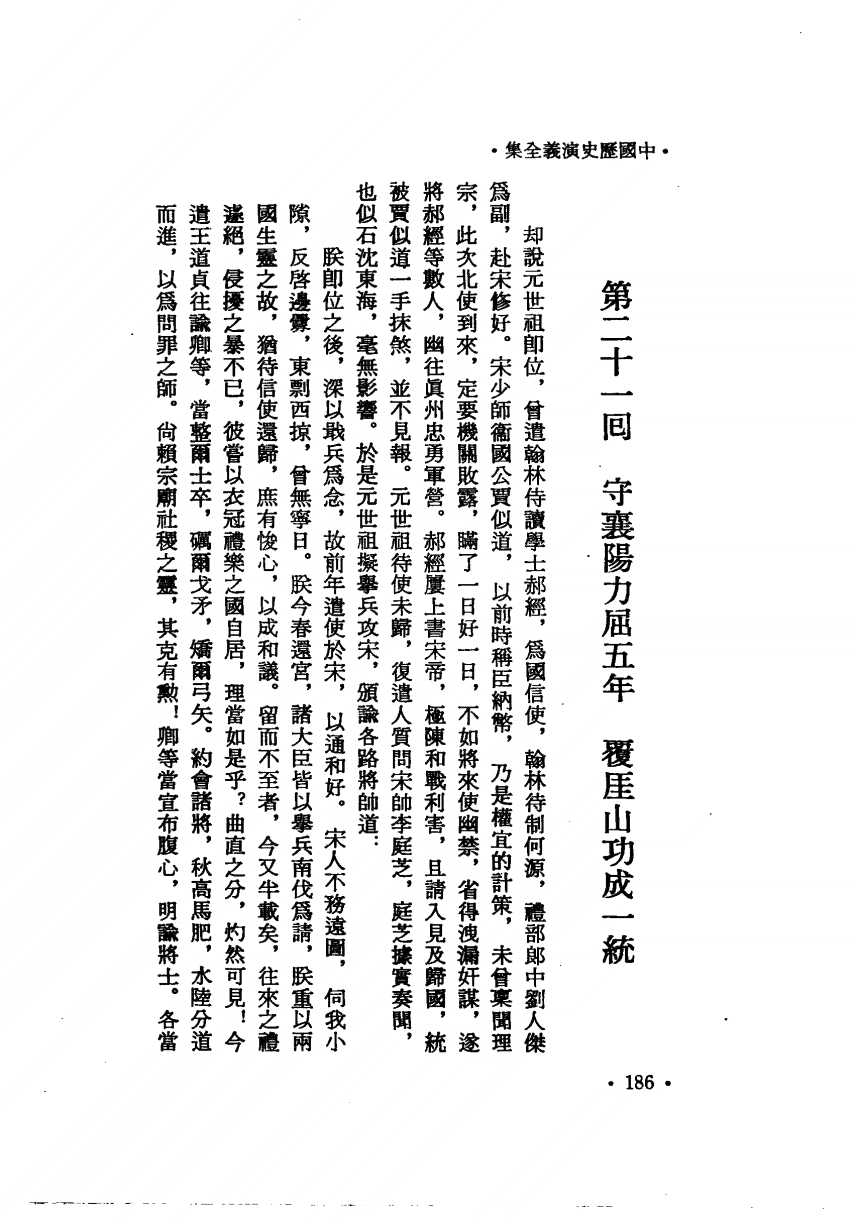 •中國歷史演義全集•
第二十一回　守襄陽力屈五年　覆厓山功成一統
却說元世祖卽位，曾遣翰林侍讀學士郝經，爲國信使，翰林待制何源，禮部郞中劉人傑
爲副，赴宋修好。宋少師衞國公賈似道，以前時稱臣納幣，乃是權宜的計策，未曾稟聞理
宗，此次北使到來，定要機關敗露，瞞了一日好一日，不如將來使幽禁，省得洩漏奸謀，遂
將郝經等數人，幽往眞州忠勇軍營。郝經屢上書宋帝，極陳和戰利害，且請入見及歸國，統
被賈似道一手抹煞，並不見報。元世祖待使未歸，復遣人質問宋帥李庭芝，庭芝據實奏聞，
也似石沈東海，毫無影響。於是元世祖擬舉兵攻宋，頒諭各路將帥道：
朕卽位之後，深以戢兵爲念，故前年遣使於宋，以通和好。宋人不務遠圖，伺我小
隙，反啓邊釁，東剽西掠，曾無寧日。朕今春還宮，諸大臣皆以舉兵南伐爲請，朕重以兩
國生靈之故，猶待信使還歸，庶有悛心，以成和議。留而不至者，今又半載矣，往來之禮
遽絕，侵擾之暴不已，彼嘗以衣冠禮樂之國自居，理當如是乎？曲直之分，灼然可見！今
遣王道貞往諭卿等，當整爾士卒，礪爾戈矛，矯爾弓矢。約會諸將，秋高馬肥，水陸分道
而進，以爲問罪之師。尙賴宗廟社稷之靈，其克有勲！卿等當宣布腹心，明諭將士。各當
• 186 •